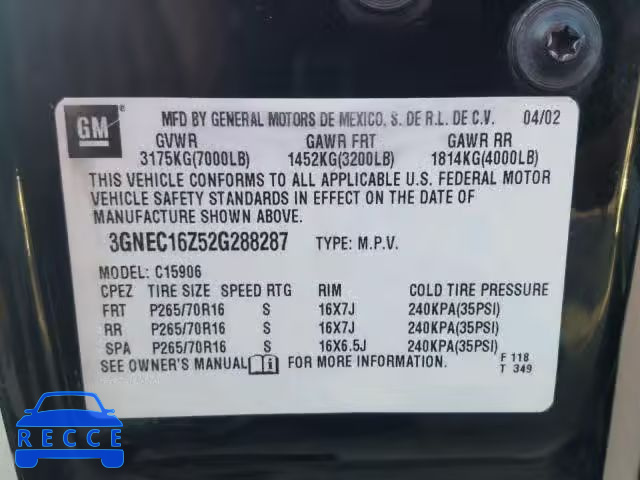 GM ®
MFD BY GENERAL MOTORS DE MEXICO, S. DE R.L. DE C.V. 04/02
GVWR GAWR FRT GAWR RR
3175KG(7000LB) 1452KG(3200LB) 1814KG(4000LB)
THIS VEHICLE CONFORMS TO ALL APPLICABLE U.S. FEDERAL MOTOR
VEHICLE SAFETY STANDARDS IN EFFECT ON THE DATE OF
MANUFACTURE SHOWN ABOVE.
3GNEC16Z52G288287 TYPE: M.P.V.
MODEL: C15906
CPEZ TIRE SIZE SPEED RTG RIM COLD TIRE PRESSURE
FRT P265/70R16 S 16X7J 240KPA(35PSI)
RR P265/70R16 S 16X7J 240KPA(35PSI)
SPA P265/70R16 S 16X6.5J 240KPA(35PSI)
SEE OWNER'S MANUAL FOR MORE INFORMATION.
F 118
T 349
RECCE